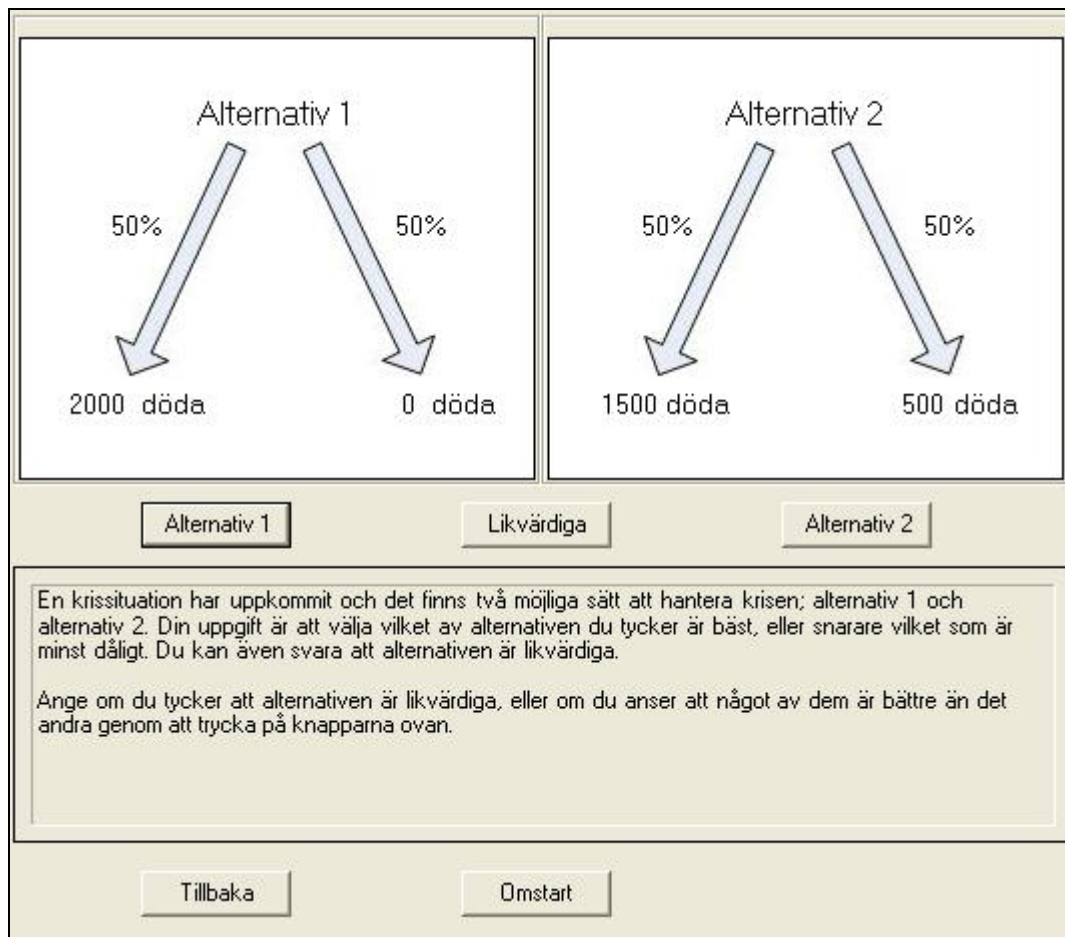 Alternativ 1
50%
50%
2000 döda
0 döda
Alternativ 2
50%
50%
1500 döda
500 döda
Alternativ 1
Likvärdiga
Alternativ 2
En krissituation har uppkommit och det finns två möjliga sätt att hantera krisen; alternativ 1 och
alternativ 2. Din uppgift är att välja vilket av alternativen du tycker är bäst, eller snarare vilket som är
minst dåligt. Du kan även svara att alternativen är likvärdiga.
Ange om du tycker att alternativen är likvärdiga, eller om du anser att något av dem är bättre än det
andra genom att trycka på knapparna ovan.
Tillbaka
Omstart